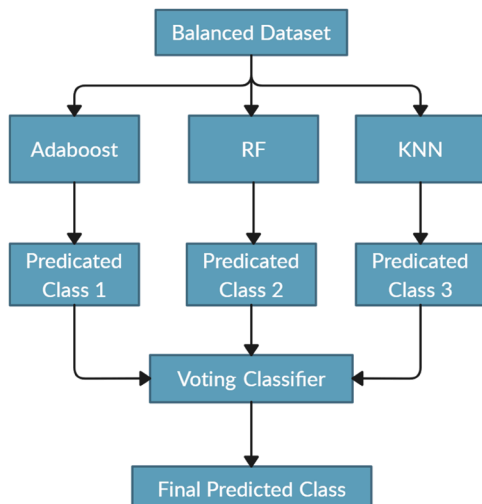 Balanced Dataset
Adaboost
RF
KNN
Predicated
Class 1
Predicated
Class 2
Predicated
Class 3
Voting Classifier
Final Predicted Class